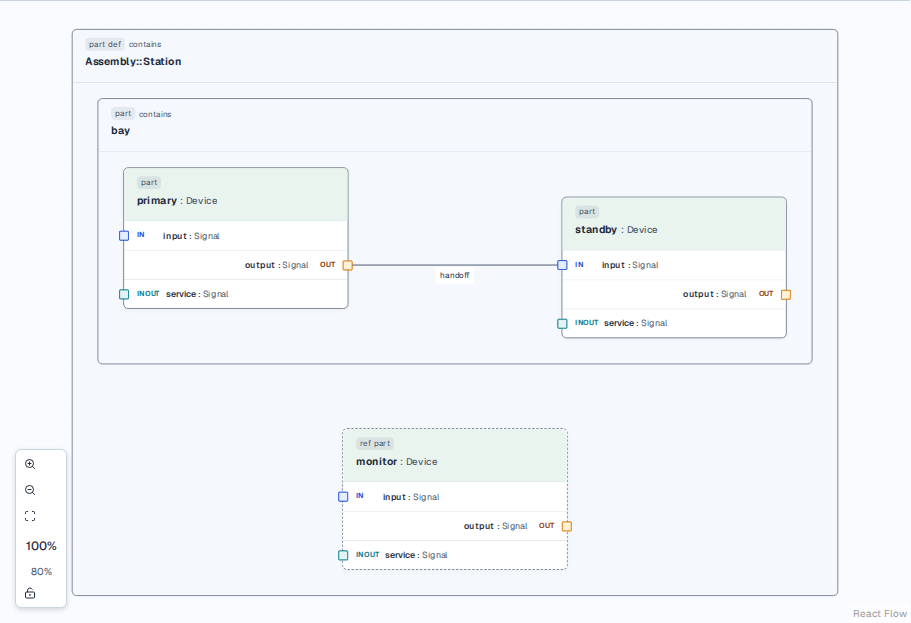 part def contains
Assembly::Station
part contains
bay
part
primary : Device
IN input : Signal
output : Signal OUT
INOUT service : Signal
handoff
part
standby : Device
IN input : Signal
output : Signal OUT
INOUT service : Signal
ref part
monitor : Device
IN input : Signal
output : Signal OUT
INOUT service : Signal
100%
80%
React Flow